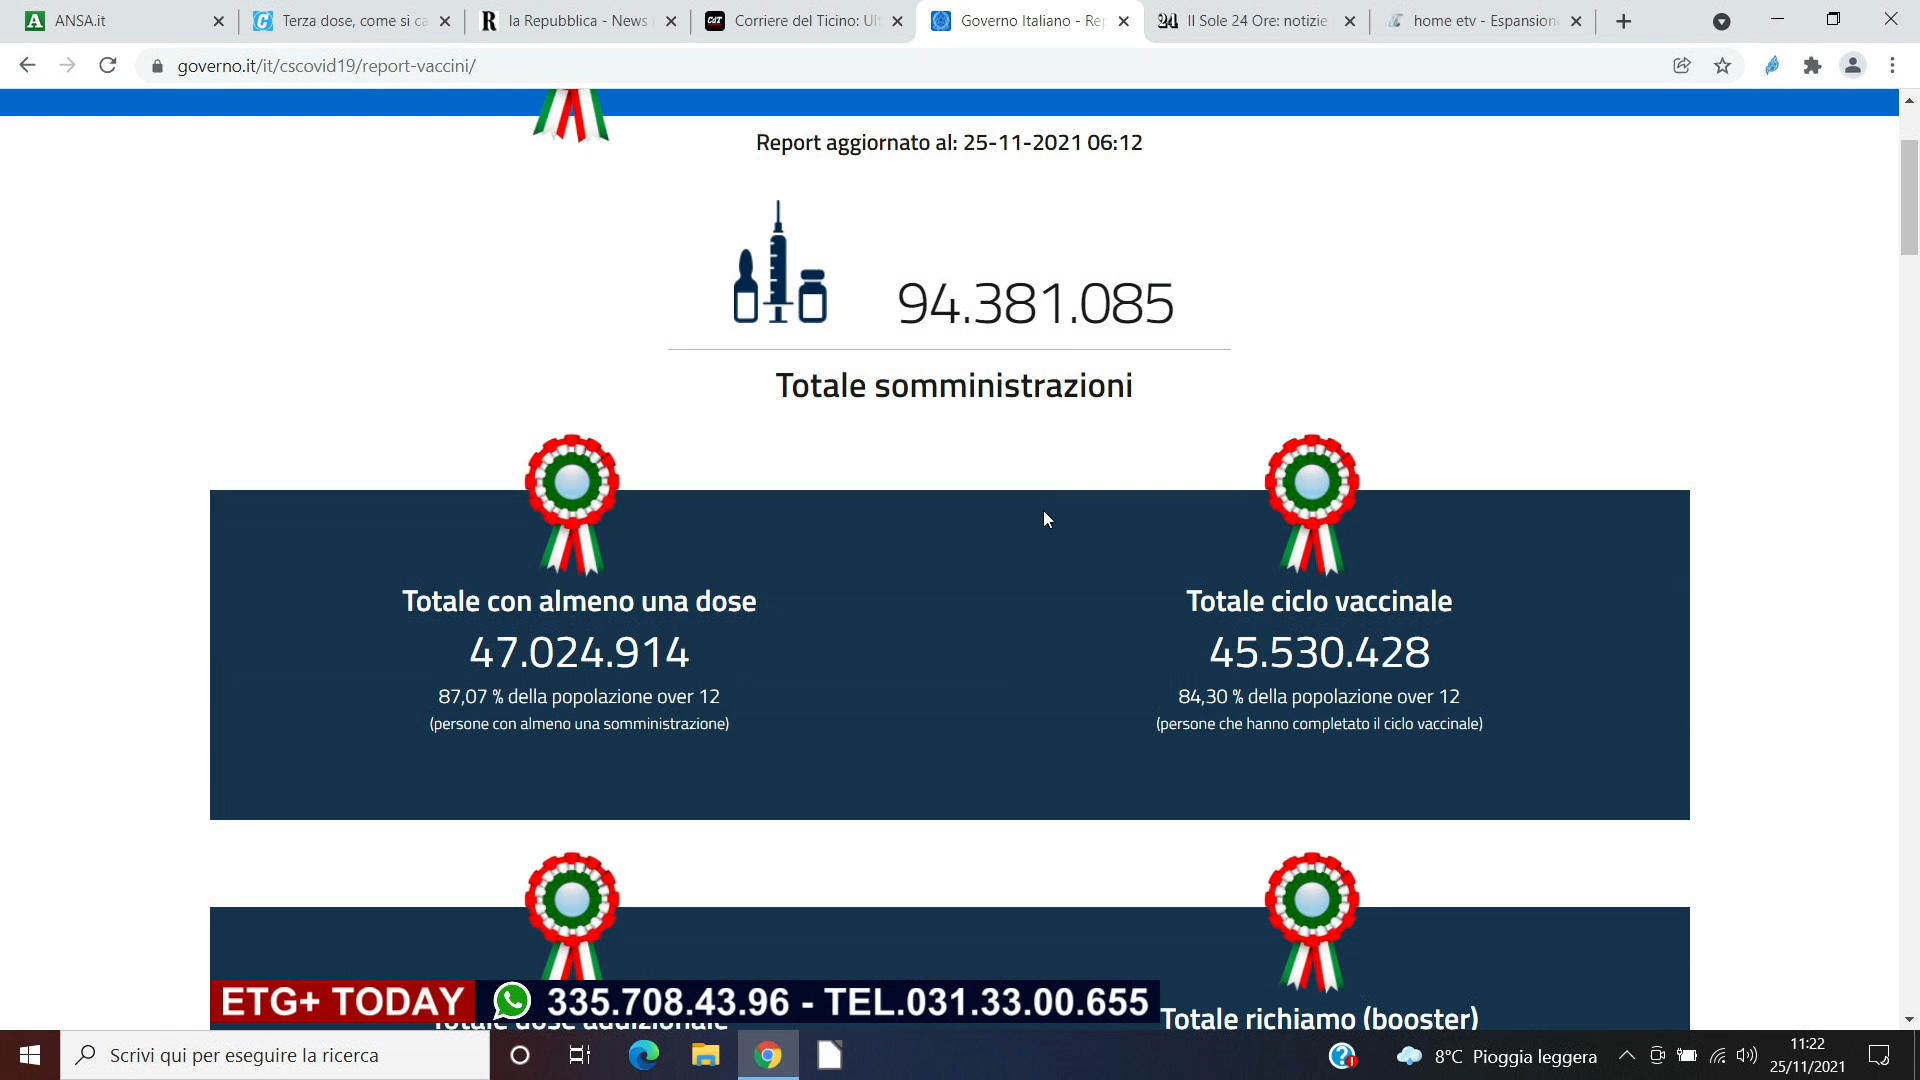 ANSA.it
Terza dose, come si ca
la Repubblica - News
Corriere del Ticino: Ul
Governo Italiano - Rep
Il Sole 24 Ore: notizie
home etv - Espansion
governo.it/it/cscovid19/report-vaccini/
Report aggiornato al: 25-11-2021 06:12
94.381.085
Totale somministrazioni
Totale con almeno una dose
47.024.914
87,07 % della popolazione over 12
(persone con almeno una somministrazione)
Totale ciclo vaccinale
45.530.428
84,30 % della popolazione over 12
(persone che hanno completato il ciclo vaccinale)
ETG+ TODAY 335.708.43.96 - TEL.031.33.00.655
Totale dose addizionale
Totale richiamo (booster)
Scrivi qui per eseguire la ricerca
8°C Pioggia leggera
11:22
25/11/2021